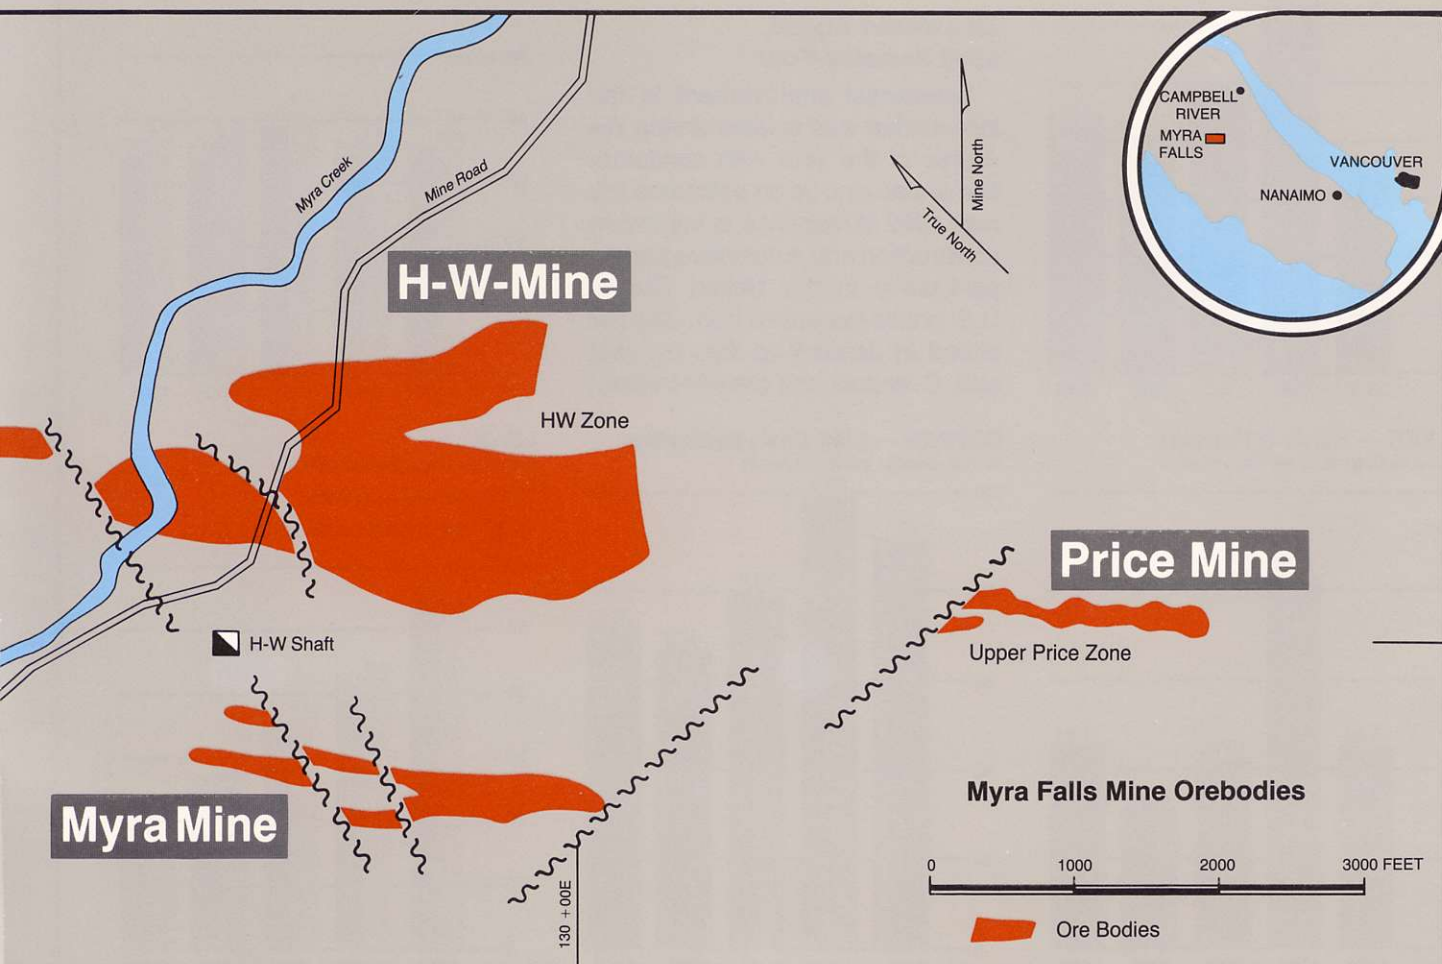 CAMPBELL
RIVER
MYRA
FALLS
VANCOUVER
NANAIMO
Myra Creek
Mine Road
Mine North
True North
H-W-Mine
HW Zone
Price Mine
Upper Price Zone
H-W Shaft
Myra Mine
130 + 00E
Myra Falls Mine Orebodies
0 1000 2000 3000 FEET
Ore Bodies